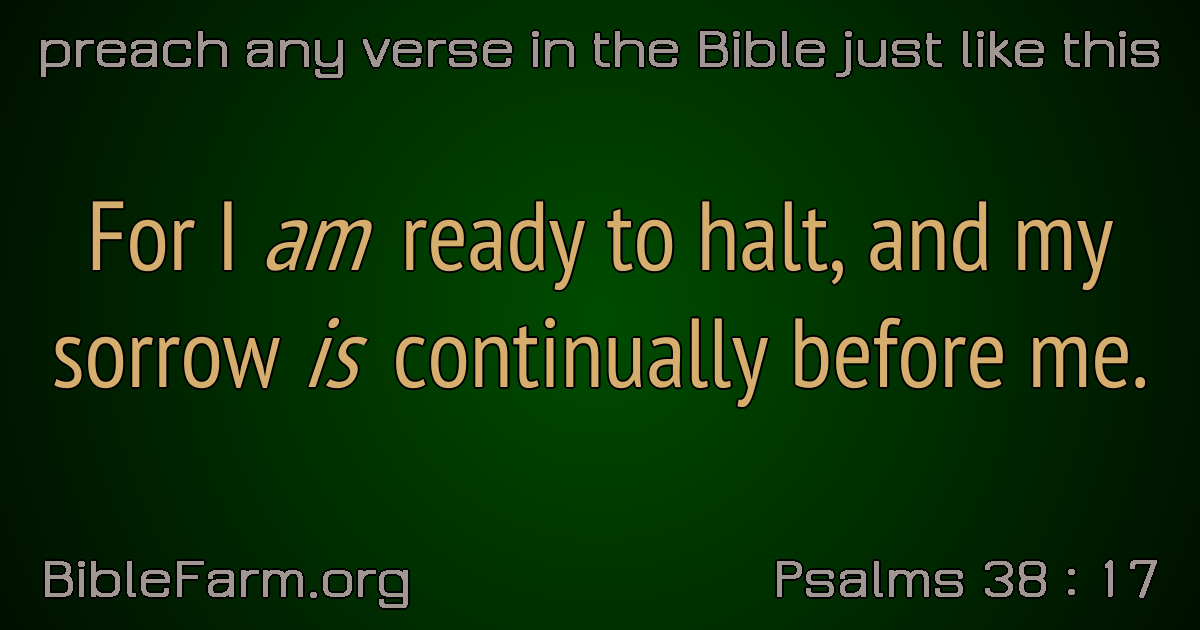 preach any verse in the Bible just like this
For I am ready to halt, and my
sorrow is continually before me.
BibleFarm.org
Psalms 38 : 17